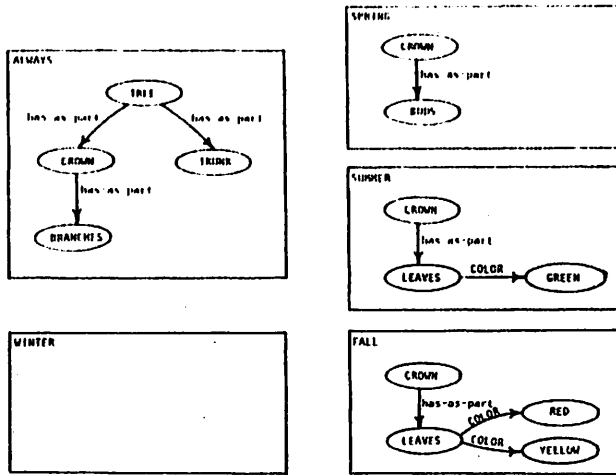 ALWAYS
TREE
has-as-part has-as-part
CROWN TRUNK
has-as-part
BRANCHES
SPRING
CROWN
has-as-part
BUDS
SUMMER
CROWN
has-as-part
LEAVES COLOR GREEN
WINTER
FALL
CROWN
has-as-part
COLOR RED
LEAVES COLOR
YELLOW